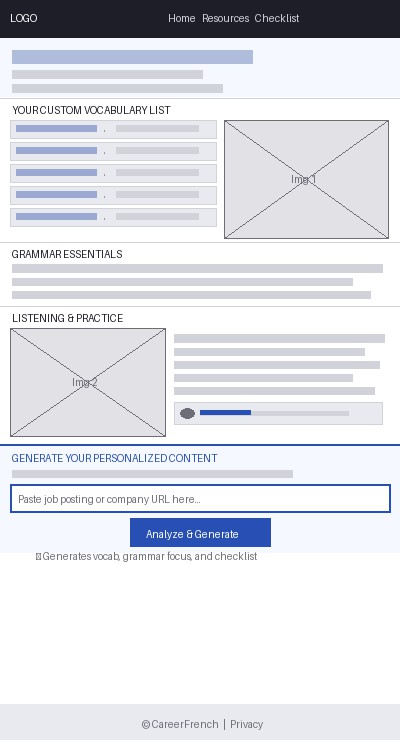 LOGO Home Resources Checklist
YOUR CUSTOM VOCABULARY LIST
Img 1
GRAMMAR ESSENTIALS
LISTENING & PRACTICE
Img 2
GENERATE YOUR PERSONALIZED CONTENT
Paste job posting or company URL here...
Analyze & Generate
Generates vocab, grammar focus, and checklist
© CareerFrench | Privacy